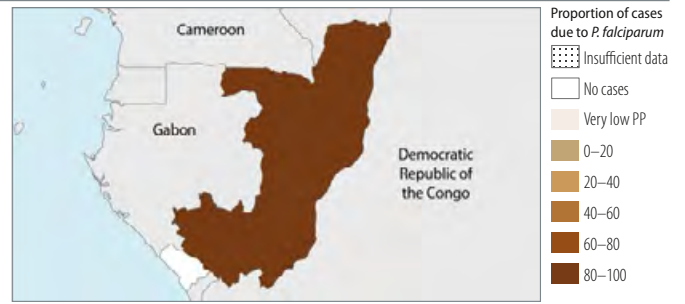 Cameroon
Gabon
Democratic
Republic of
the Congo
Proportion of cases
due to P. falciparum
Insufficient data
No cases
Very low PP
0–20
20–40
40–60
60–80
80–100